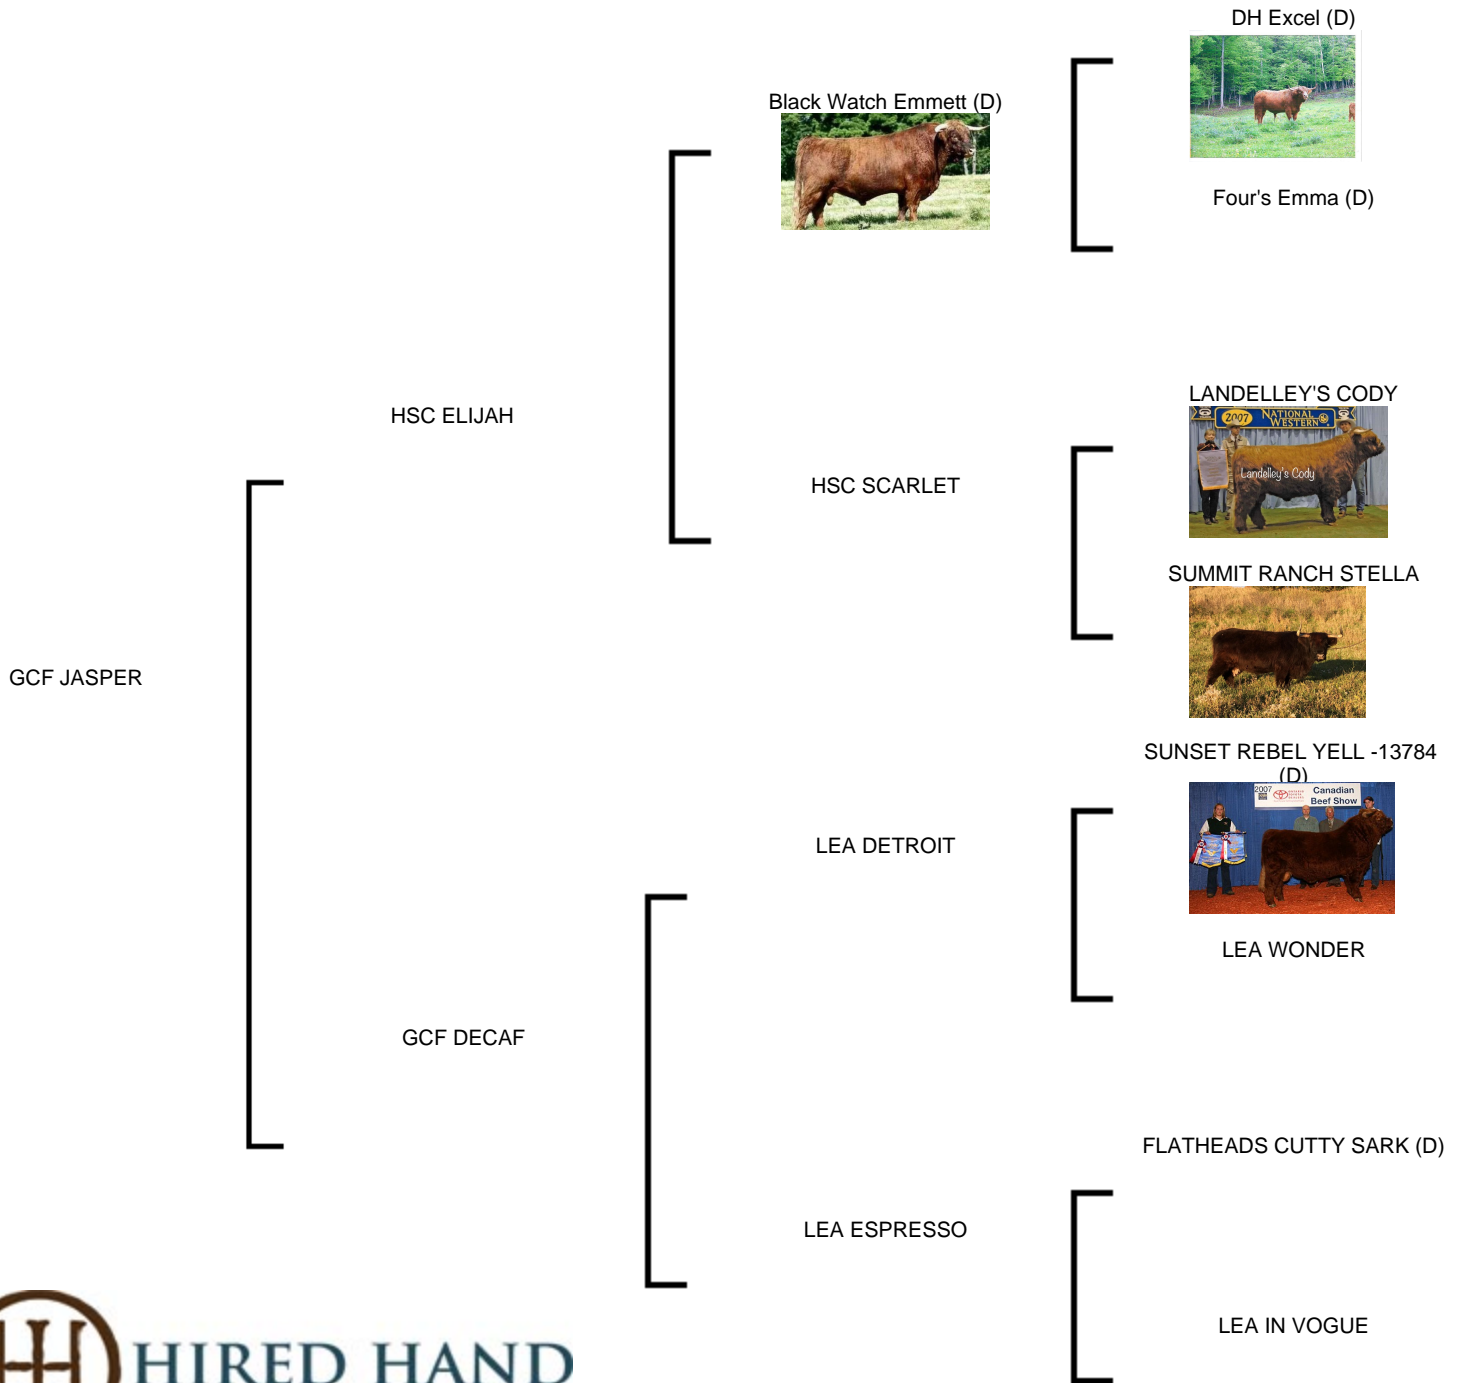 DH Excel (D)
Black Watch Emmett (D)
Four's Emma (D)
HSC ELIJAH
LANDELLEY'S CODY
2007 NATIONAL WESTERN
Landelley's Cody
HSC SCARLET
SUMMIT RANCH STELLA
GCF JASPER
SUNSET REBEL YELL -13784
(D)
2007
Canadian
Beef Show
LEA DETROIT
LEA WONDER
GCF DECAF
FLATHEADS CUTTY SARK (D)
LEA ESPRESSO
LEA IN VOGUE
HIRED HAND